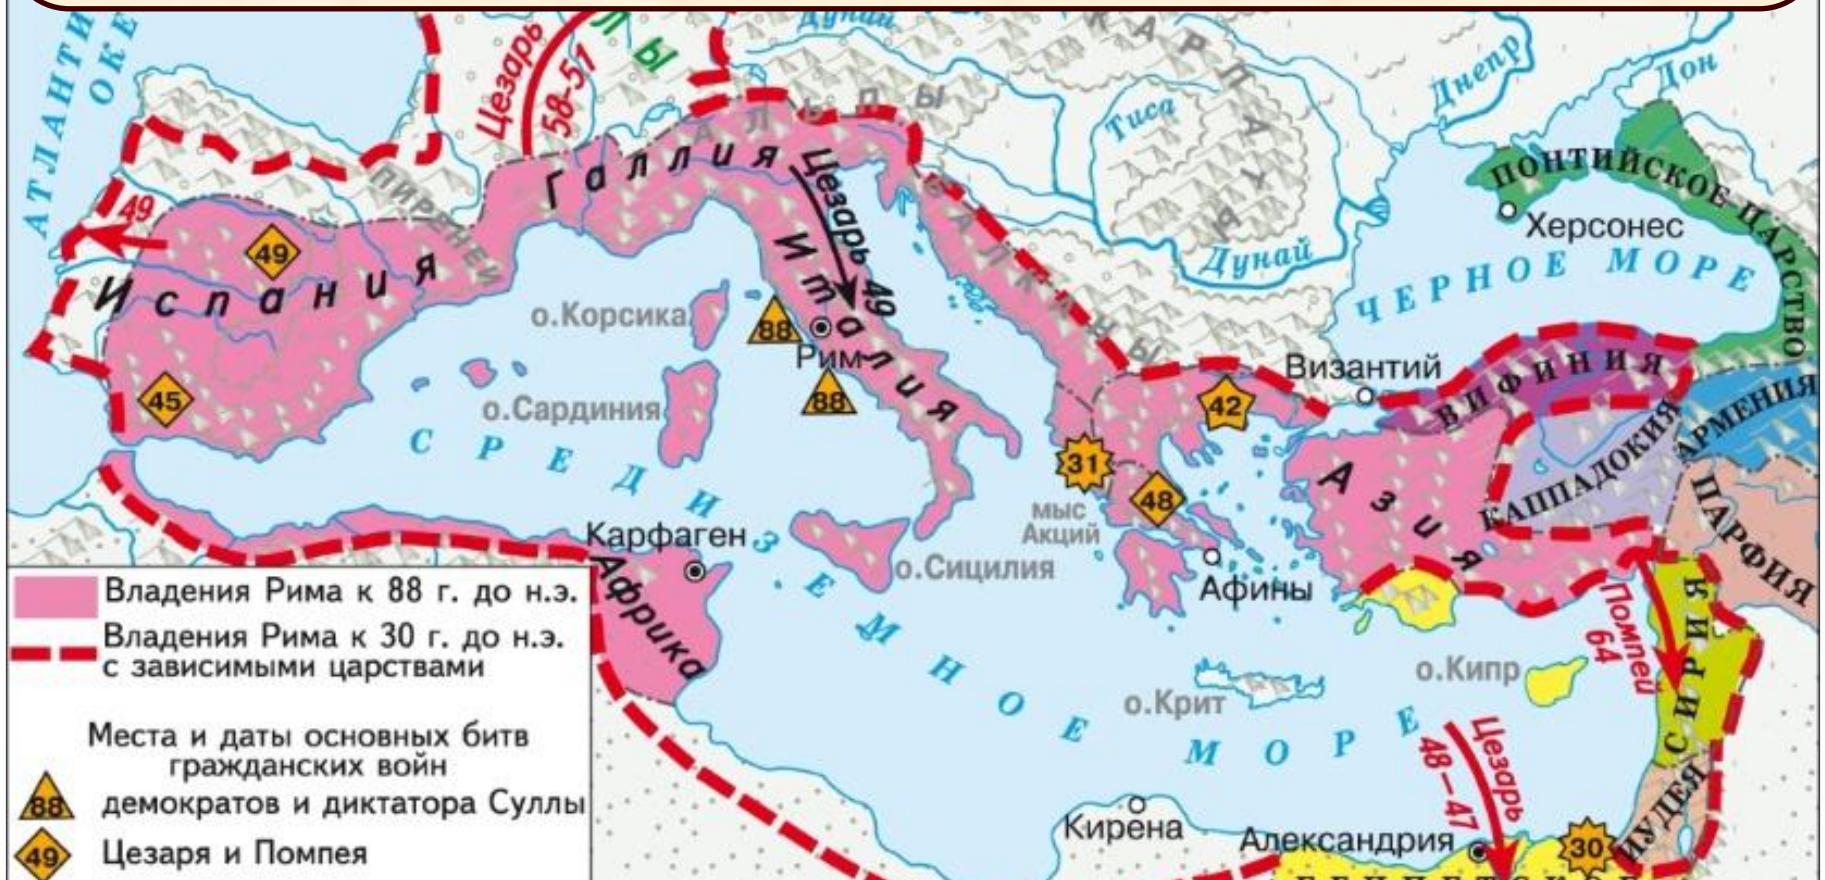 АТЛАНТИ
ОКЕ
Цезарь
58-51
ЛЫ
Дунай
КАРПАТЫ
Тиса
Днепр
Дон
АЛЬПЫ
ПОНТИЙСКОЕ ЦАРСТВО
Херсонес
ЧЕРНОЕ МОРЕ
Дунай
Галлия
Цезарь 49
ПИРЕНЕИ
БАЛКАНЫ
49
49
Испания
45
Италия
о.Корсика
88
Рим
88
о.Сардиния
Византий
ВИФИНИЯ
42
АРМЕНИЯ
КАППАДОКИЯ
ПАРФИЯ
Азия
31
48
мыс
Акций
Афины
СРЕДИЗЕМНОЕ МОРЕ
Карфаген
Африка
о.Сицилия
о.Крит
о.Кипр
Помпей
64
СИРИЯ
Цезарь
48-47
ИУДЕЯ
Кирена
Александрия
30
Владения Рима к 88 г. до н.э.
Владения Рима к 30 г. до н.э.
с зависимыми царствами
Места и даты основных битв
гражданских войн
88 демократов и диктатора Суллы
49 Цезаря и Помпея